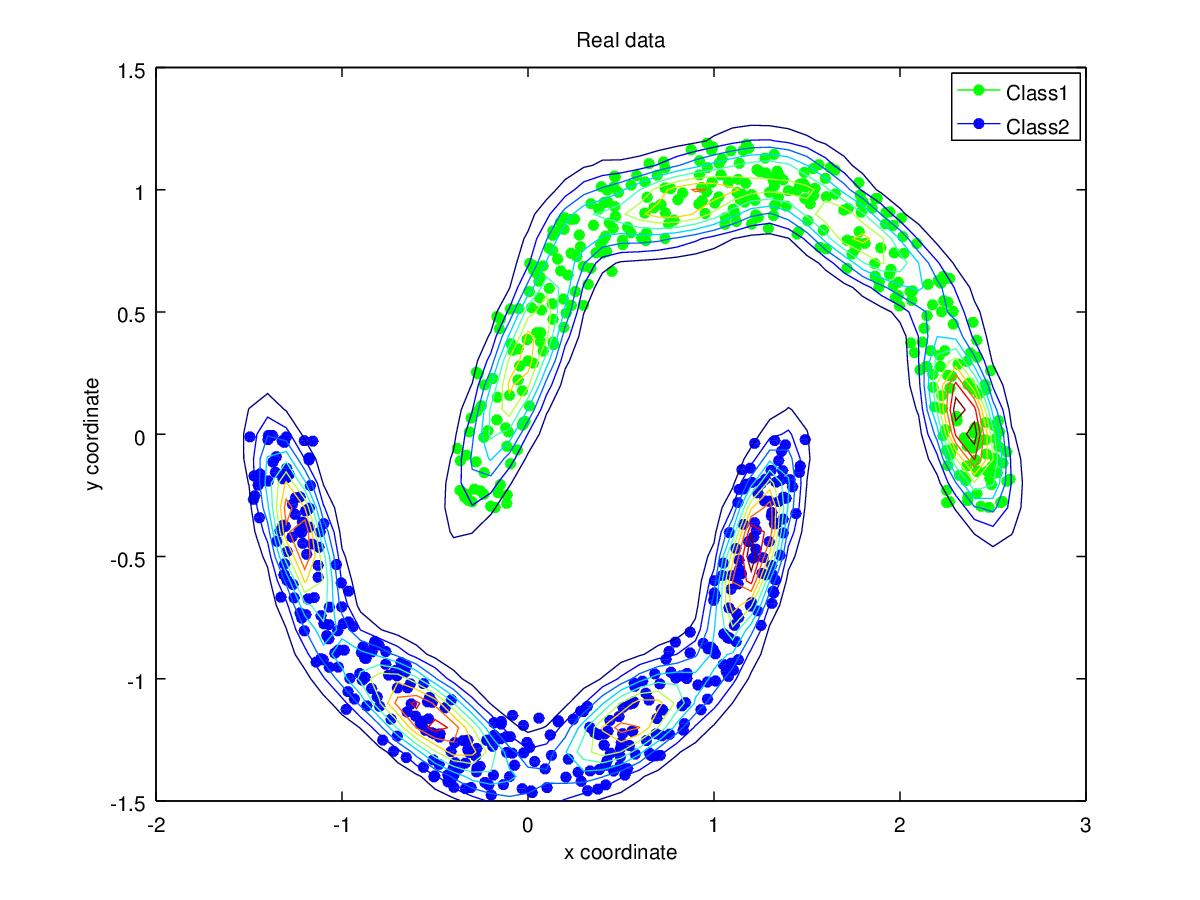 Real data
1.5
1
0.5
0
-0.5
-1
-1.5
-2
-1
0
1
2
3
x coordinate
y coordinate
Class1
Class2